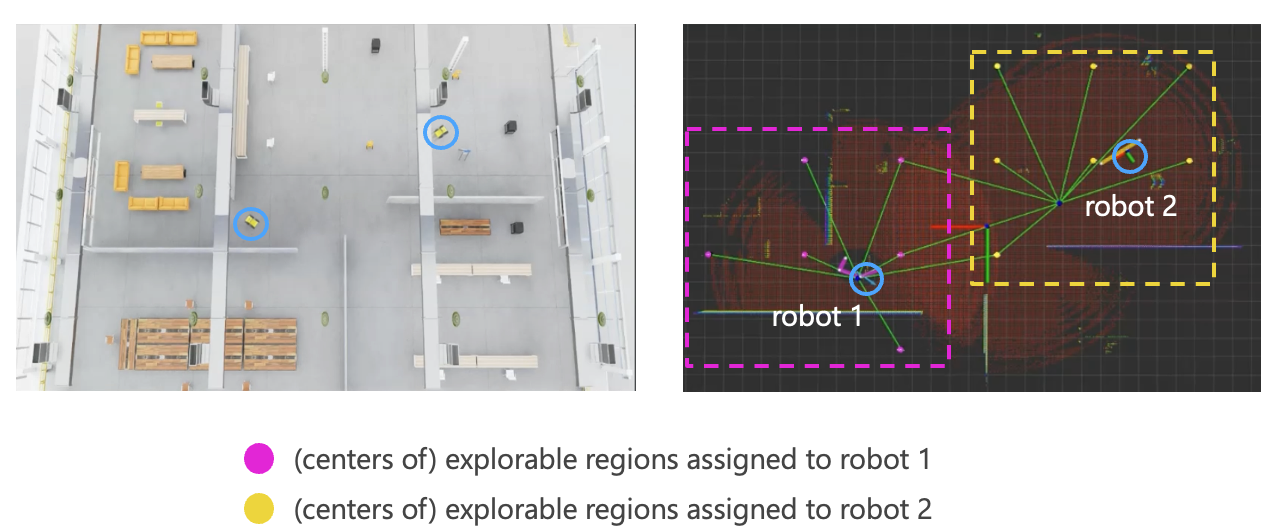 robot 2
robot 1
(centers of) explorable regions assigned to robot 1
(centers of) explorable regions assigned to robot 2